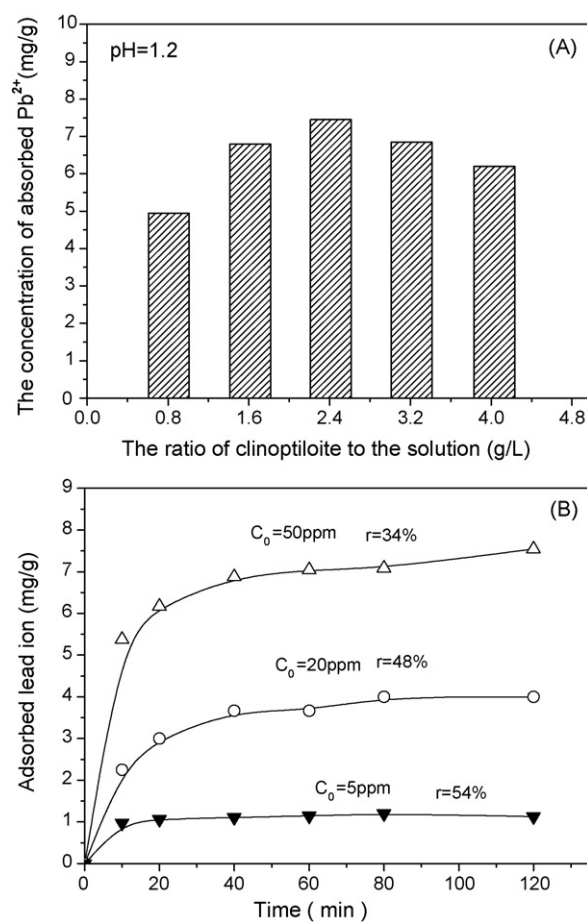 pH=1.2
(A)
The concentration of absorbed Pb²⁺(mg/g)
10
9
8
7
6
5
4
3
2
1
0
0.0 0.8 1.6 2.4 3.2 4.0 4.8
The ratio of clinoptiloite to the solution (g/L)
(B)
Adsorbed lead ion (mg/g)
9
8
7
6
5
4
3
2
1
0
C₀=50ppm r=34%
C₀=20ppm r=48%
C₀=5ppm r=54%
0 20 40 60 80 100 120
Time ( min )